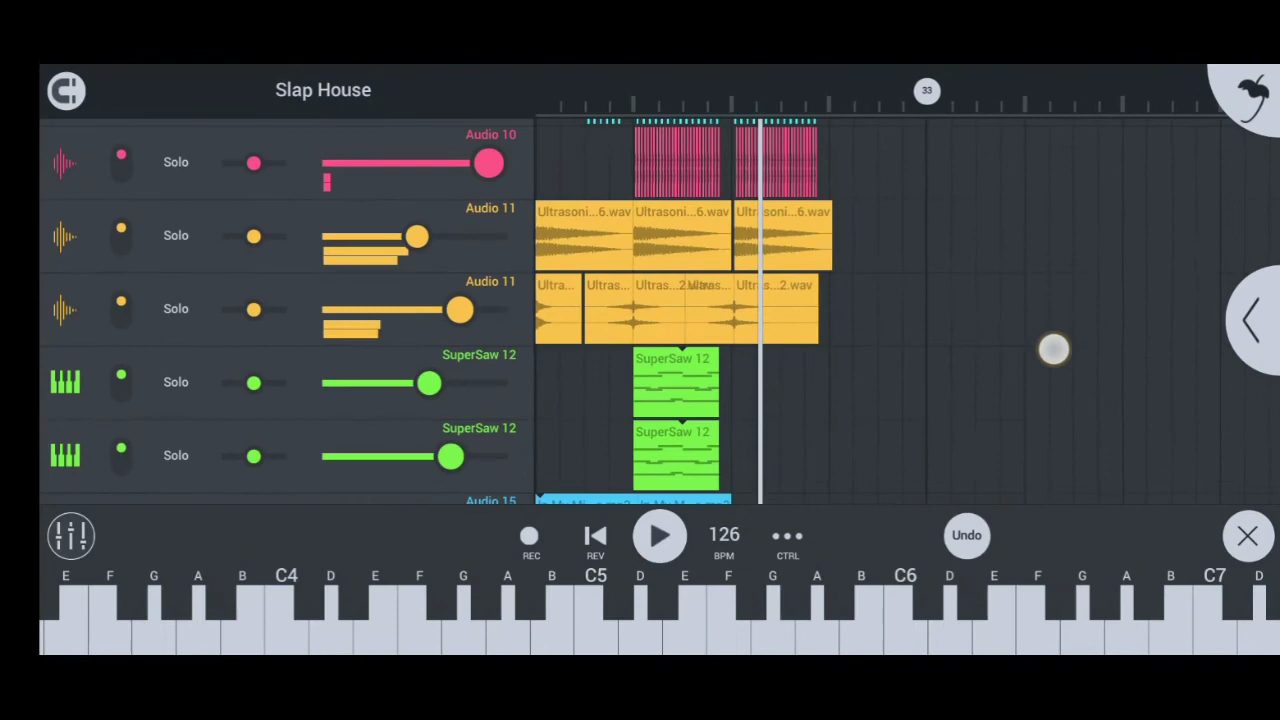 Slap House
33
Audio 10
Solo
Audio 11
Solo
Ultrasoni...6.wav
Ultrasoni...6.wav
Ultrasoni...6.wav
Audio 11
Solo
Ultra...
Ultras...
Ultras...2.wav
SuperSaw 12
Solo
SuperSaw 12
SuperSaw 12
Solo
SuperSaw 12
Audio 15
REC
REV
126
BPM
CTRL
Undo
E F G A B C4 D E F G A B C5 D E F G A B C6 D E F G A B C7 D